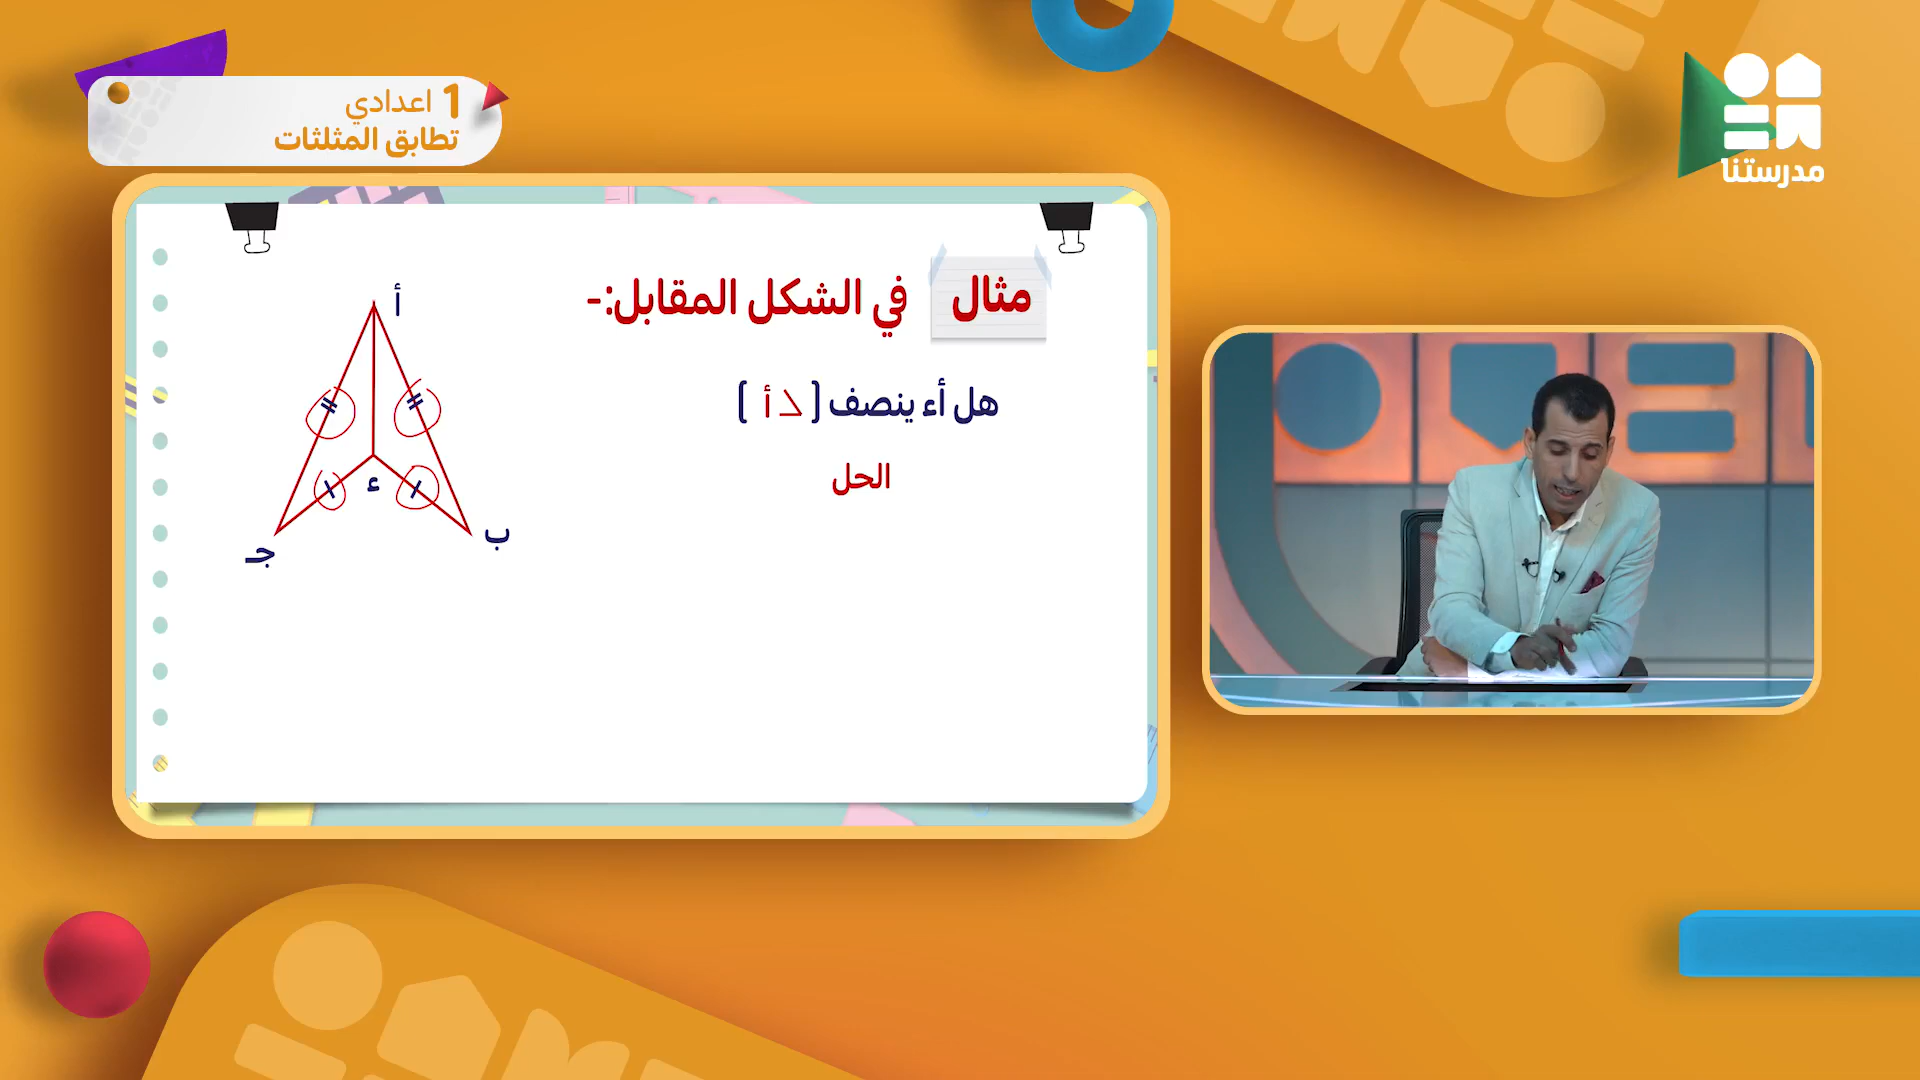 1 اعدادي
تطابق المثلثات
مدرستنا
مثال في الشكل المقابل:-
هل أء ينصف (ᐳ أ )
الحل
أ
ء
ب
جـ